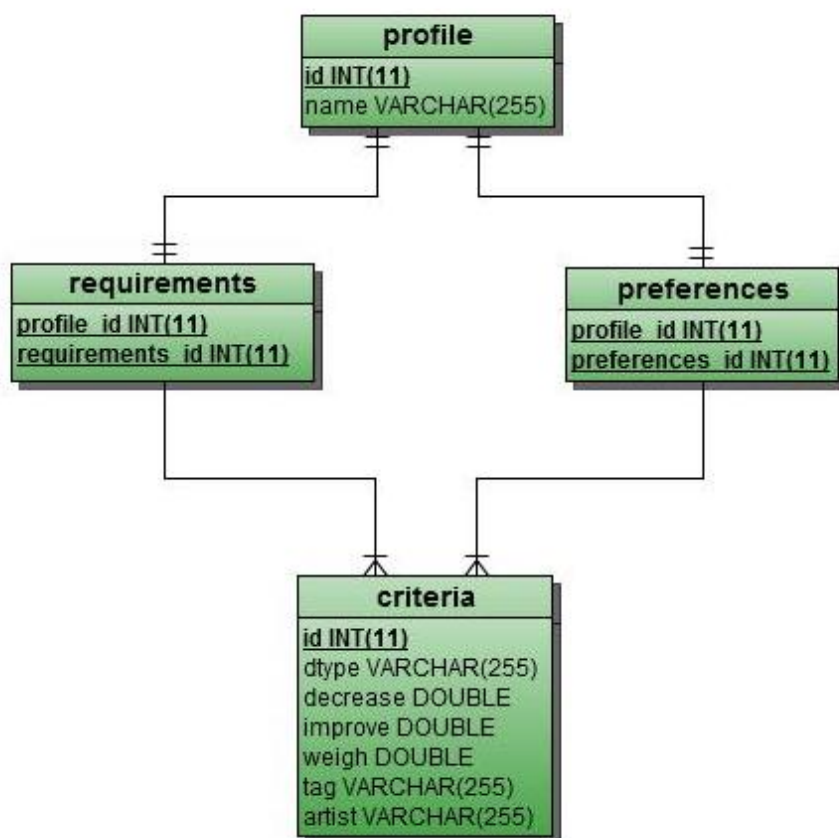 profile
id INT(11)
name VARCHAR(255)
requirements
profile_id INT(11)
requirements_id INT(11)
preferences
profile_id INT(11)
preferences_id INT(11)
criteria
id INT(11)
dtype VARCHAR(255)
decrease DOUBLE
improve DOUBLE
weigh DOUBLE
tag VARCHAR(255)
artist VARCHAR(255)